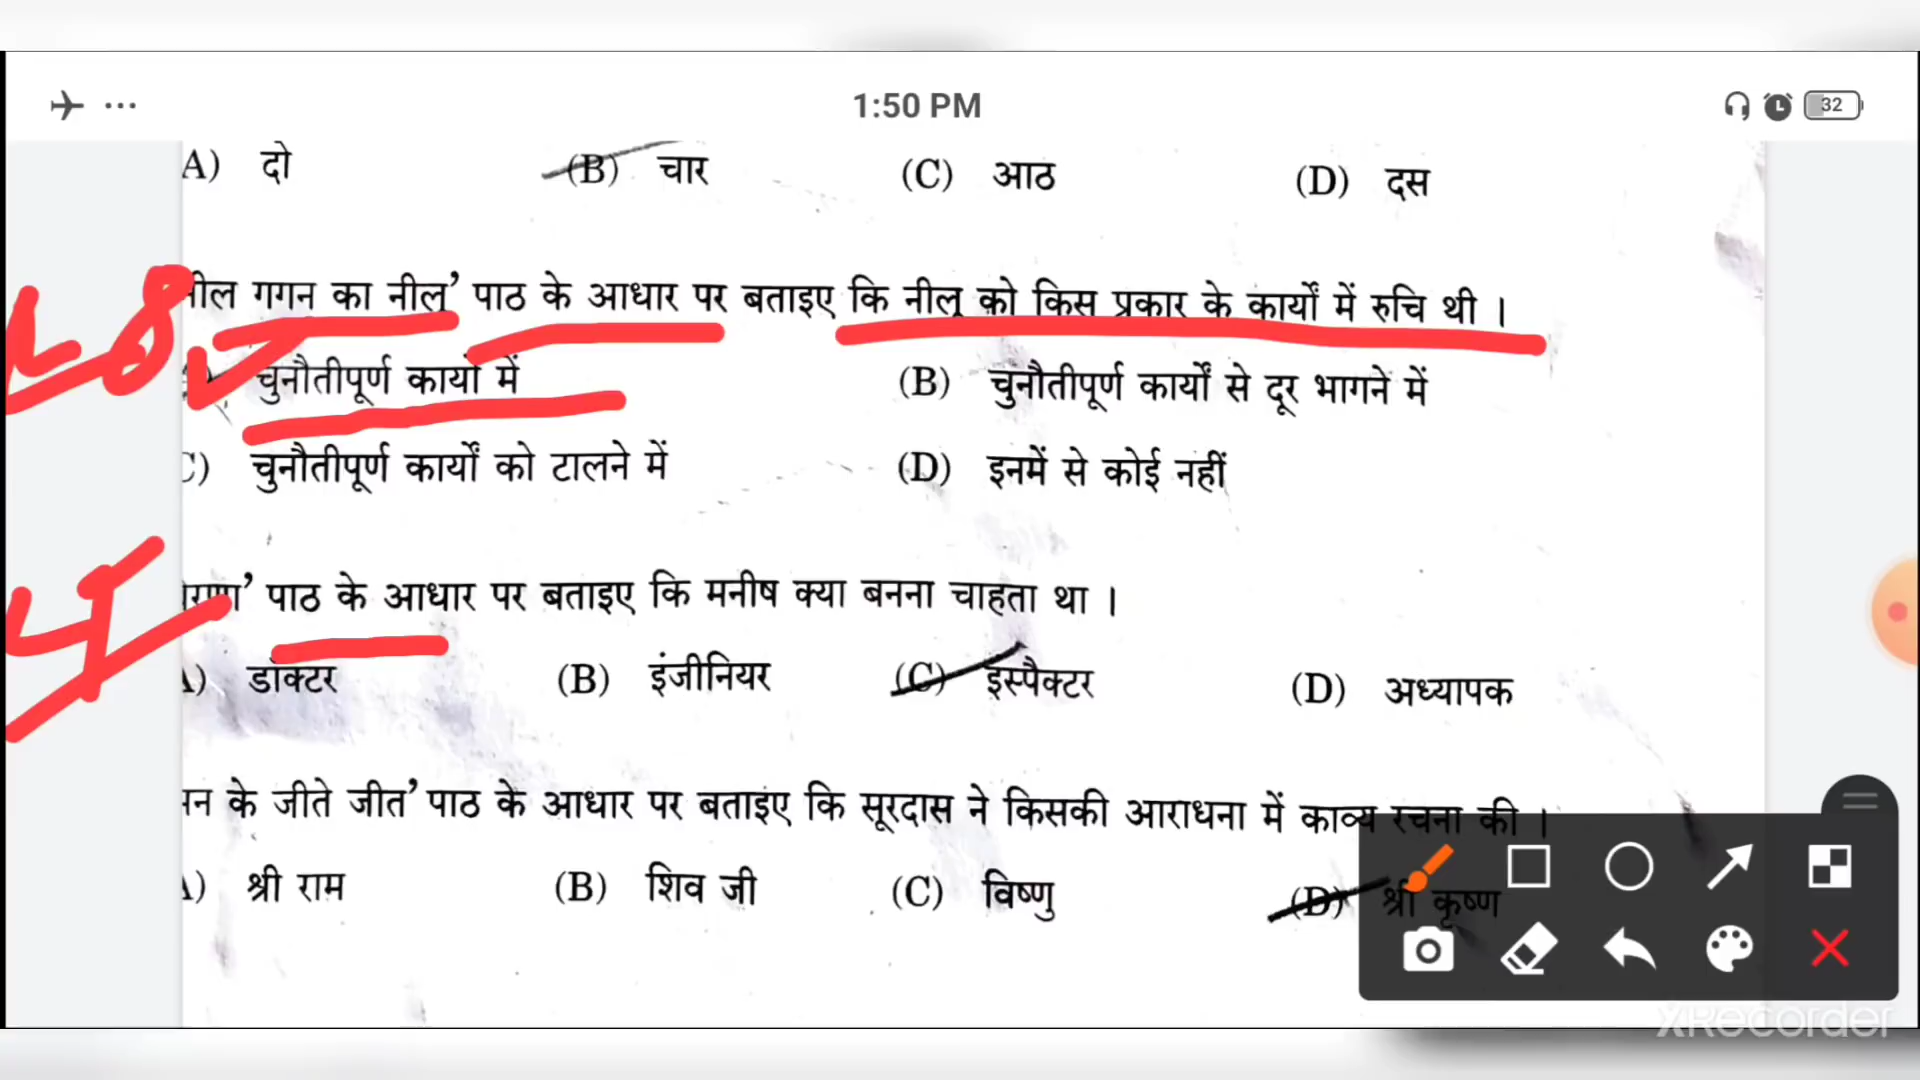 1:50 PM
32
A) दो (B) चार (C) आठ (D) दस
नील गगन का नीलू’ पाठ के आधार पर बताइए कि नीलू को किस प्रकार के कार्यों में रुचि थी ।
चुनौतीपूर्ण कार्यों में (B) चुनौतीपूर्ण कार्यों से दूर भागने में
C) चुनौतीपूर्ण कार्यों को टालने में (D) इनमें से कोई नहीं
पाठ के आधार पर बताइए कि मनीष क्या बनना चाहता था ।
A) डॉक्टर (B) इंजीनियर (C) इंस्पैक्टर (D) अध्यापक
के जीते जीत’ पाठ के आधार पर बताइए कि सूरदास ने किसकी आराधना में काव्य रचना की ।
A) श्री राम (B) शिव जी (C) विष्णु (D) श्री कृष्ण
XRecorder